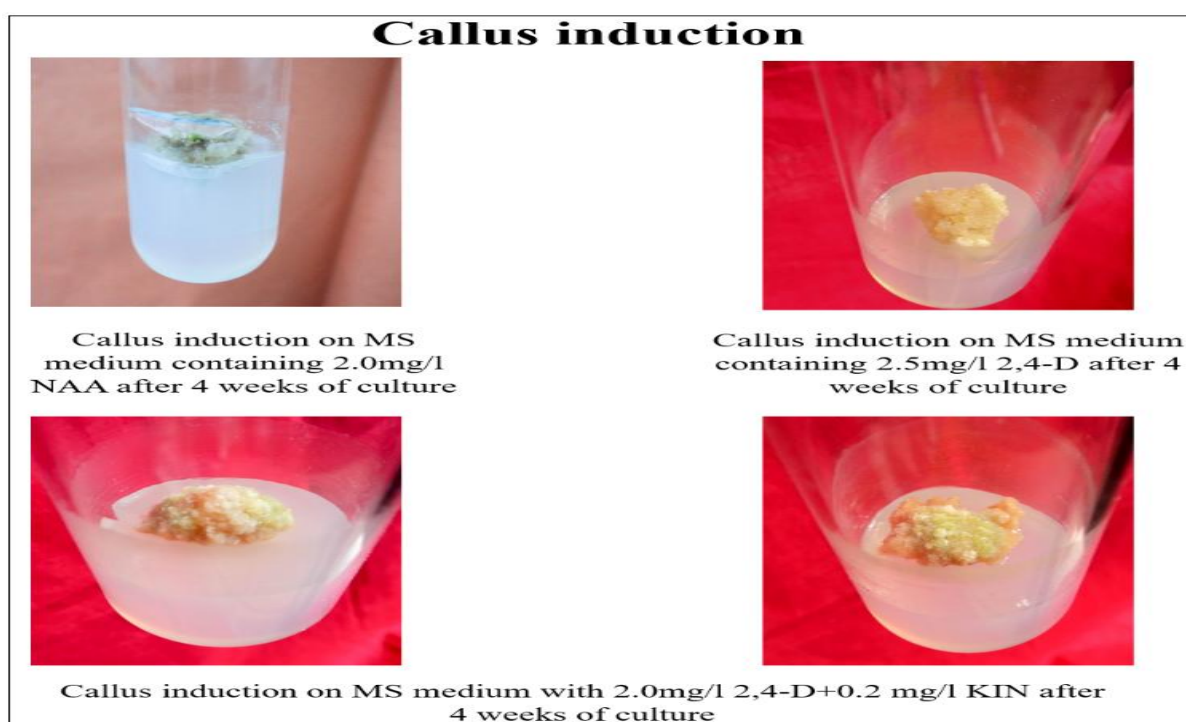 Callus induction
Callus induction on MS
medium containing 2.0mg/l
NAA after 4 weeks of culture
Callus induction on MS medium
containing 2.5mg/l 2,4-D after 4
weeks of culture
Callus induction on MS medium with 2.0mg/l 2,4-D+0.2 mg/l KIN after
4 weeks of culture